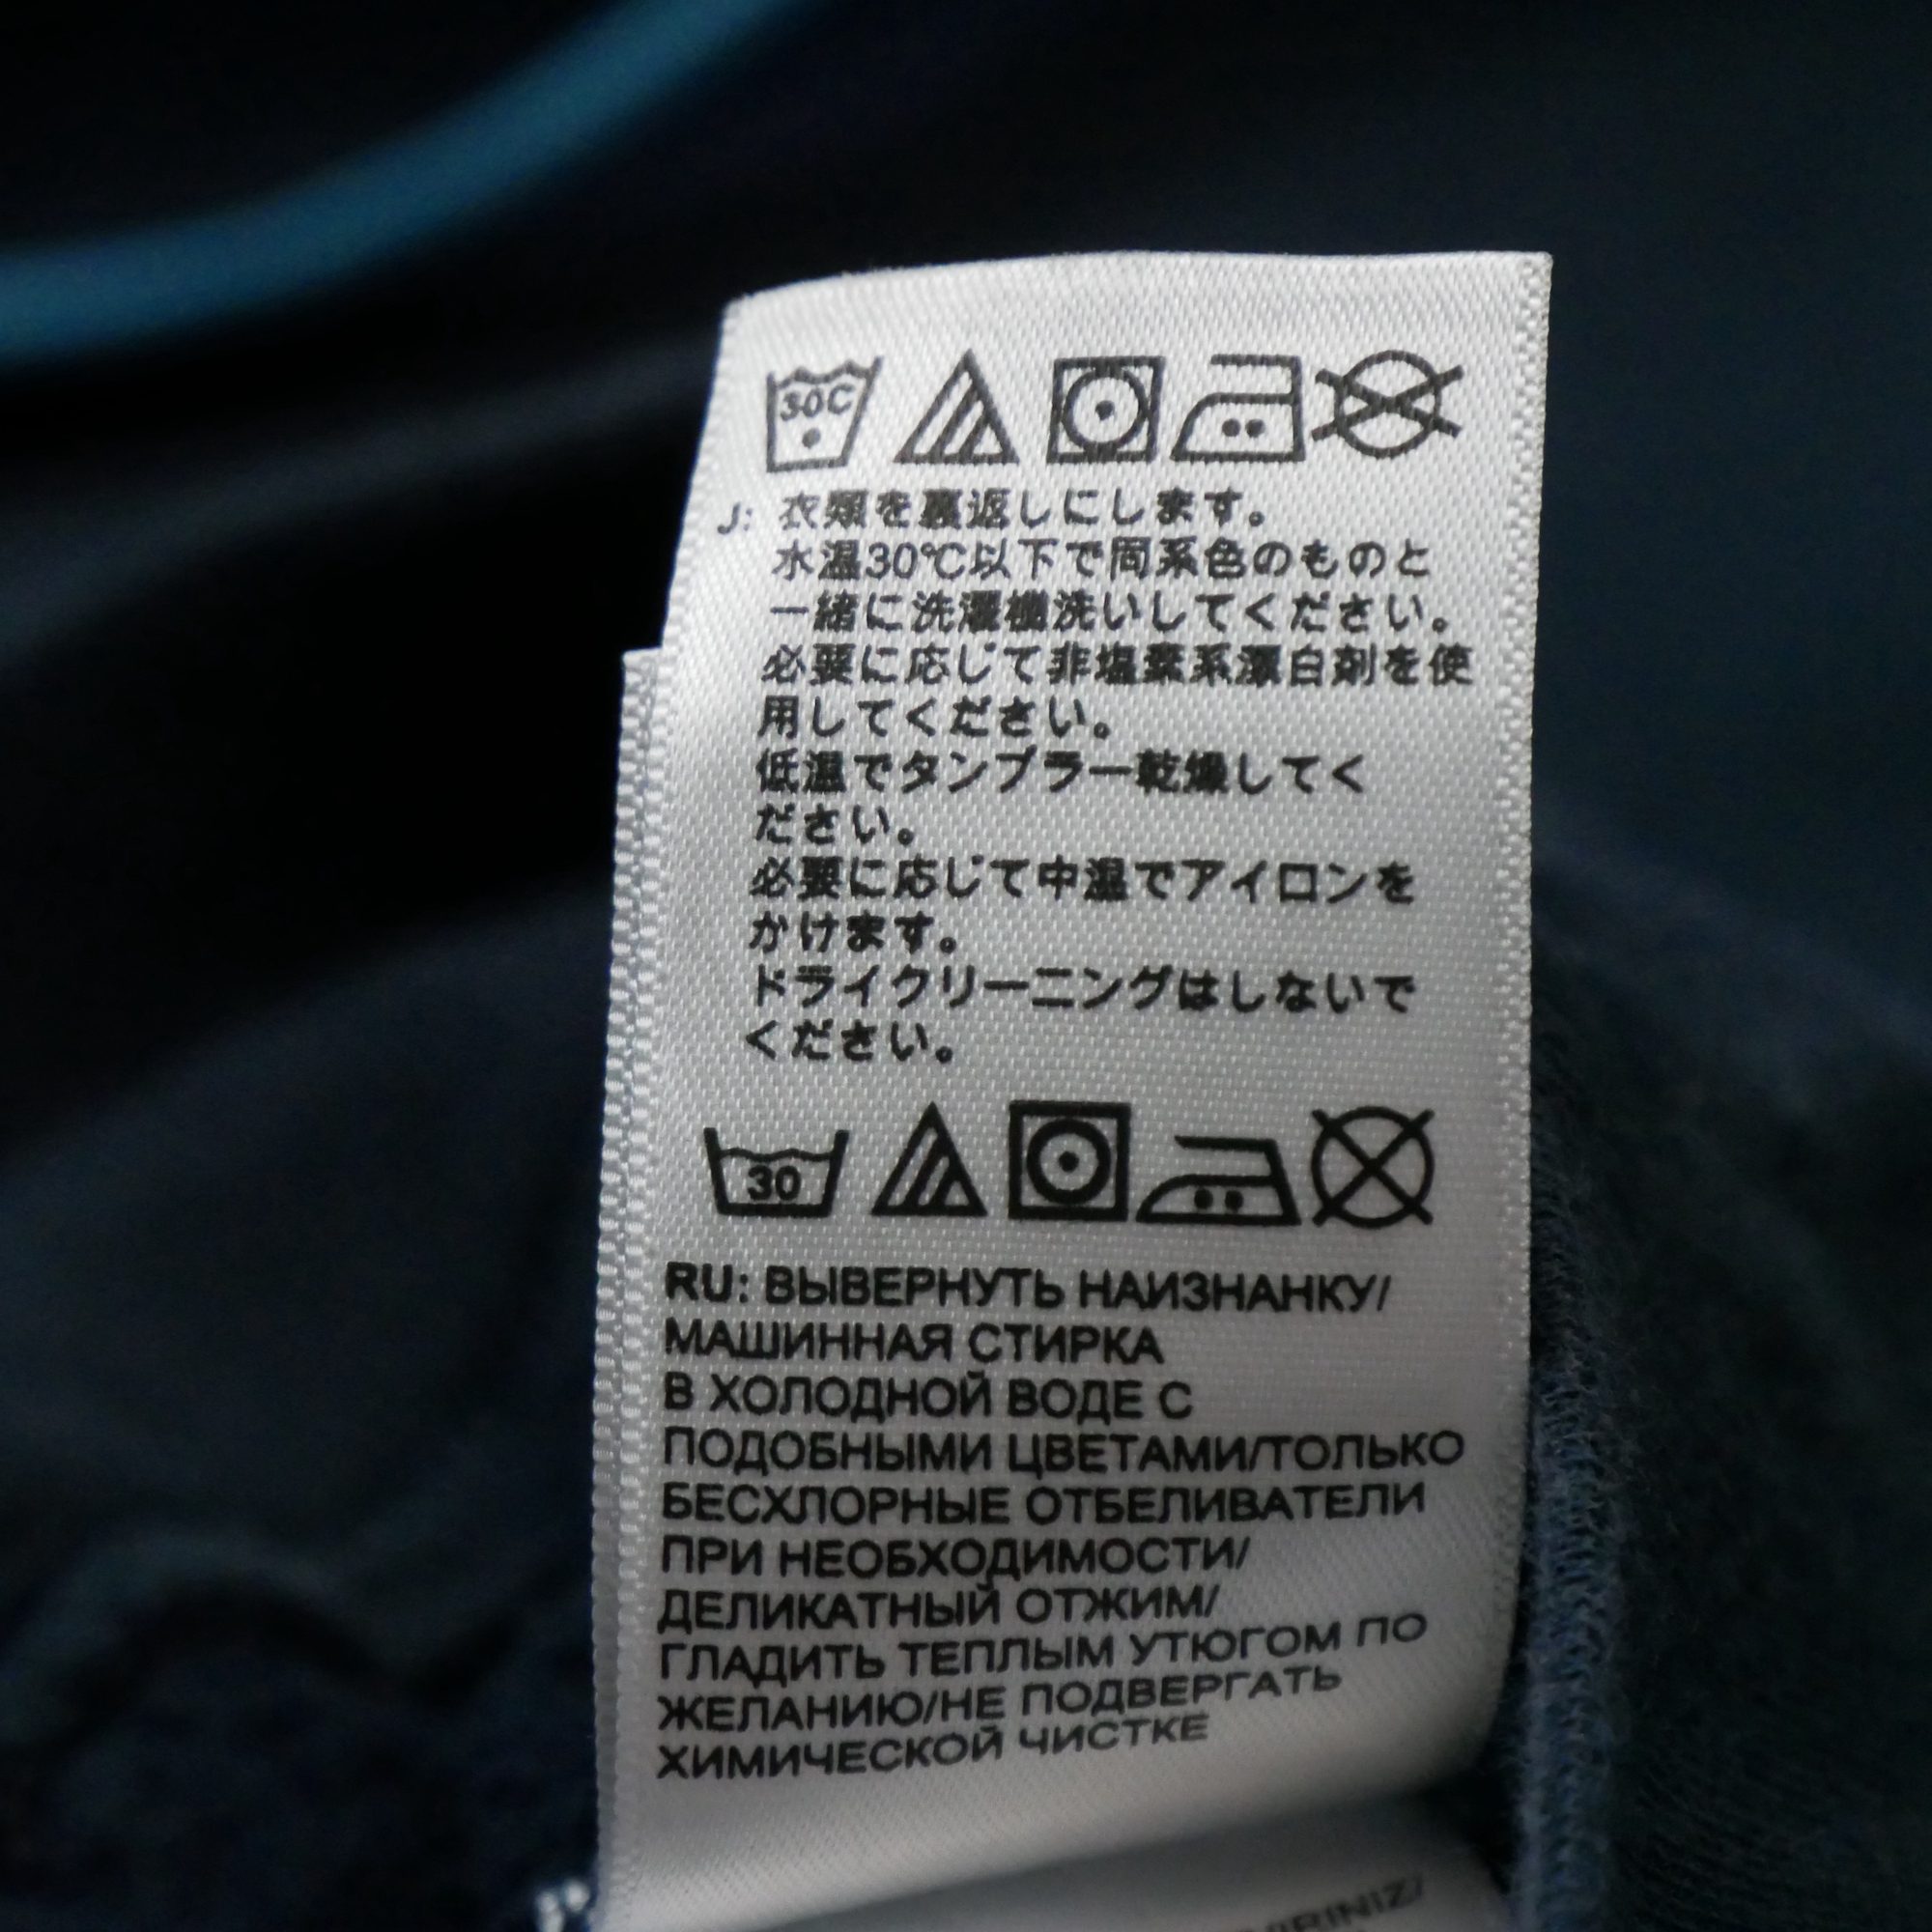 30C
J: 衣類を裏返しにします。
水温30℃以下で同系色のものと
一緒に洗濯機洗いしてください。
必要に応じて非塩素系漂白剤を使
用してください。
低温でタンブラー乾燥してく
ださい。
必要に応じて中温でアイロンを
かけます。
ドライクリーニングはしないで
ください。
30
RU: ВЫВЕРНУТЬ НАИЗНАНКУ/
МАШИННАЯ СТИРКА
В ХОЛОДНОЙ ВОДЕ С
ПОДОБНЫМИ ЦВЕТАМИ/ТОЛЬКО
БЕСХЛОРНЫЕ ОТБЕЛИВАТЕЛИ
ПРИ НЕОБХОДИМОСТИ/
ДЕЛИКАТНЫЙ ОТЖИМ/
ГЛАДИТЬ ТЕПЛЫМ УТЮГОМ ПО
ЖЕЛАНИЮ/НЕ ПОДВЕРГАТЬ
ХИМИЧЕСКОЙ ЧИСТКЕ